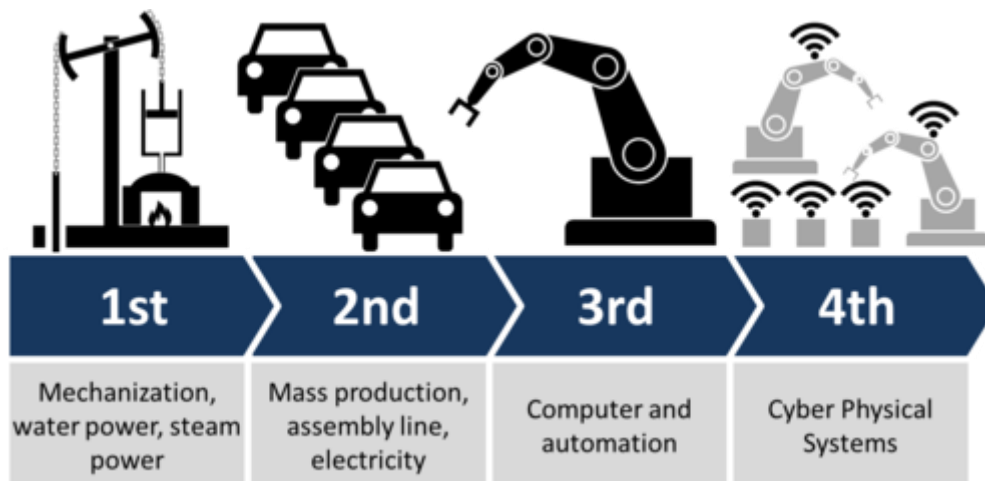 1st
2nd
3rd
4th
Mechanization,
water power, steam
power
Mass production,
assembly line,
electricity
Computer and
automation
Cyber Physical
Systems